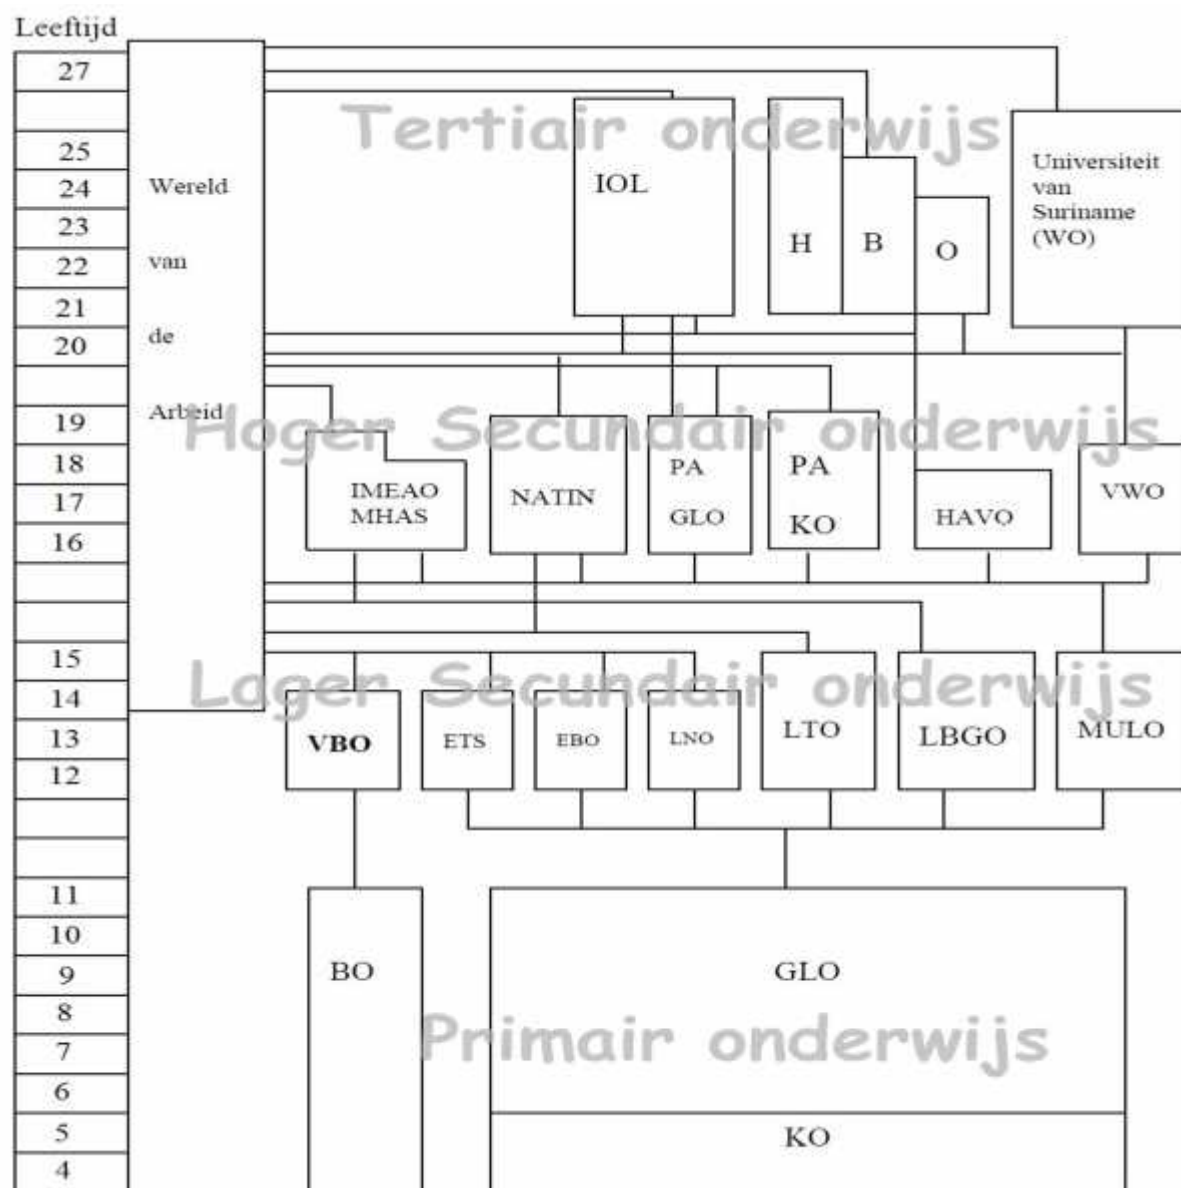 Leeftijd
27
25
24
23
22
21
20
19
18
17
16
15
14
13
12
11
10
9
8
7
6
5
4
Wereld
van
de
Arbeid
Tertiair onderwijs
IOL
H
B
O
Universiteit
van
Suriname
(WO)
Hoger Secundair onderwijs
IMEAO
MHAS
NATIN
PA
GLO
PA
KO
HAVO
VWO
Lager Secundair onderwijs
VBO
ETS
EBO
LNO
LTO
LBGO
MULO
BO
GLO
Primair onderwijs
KO